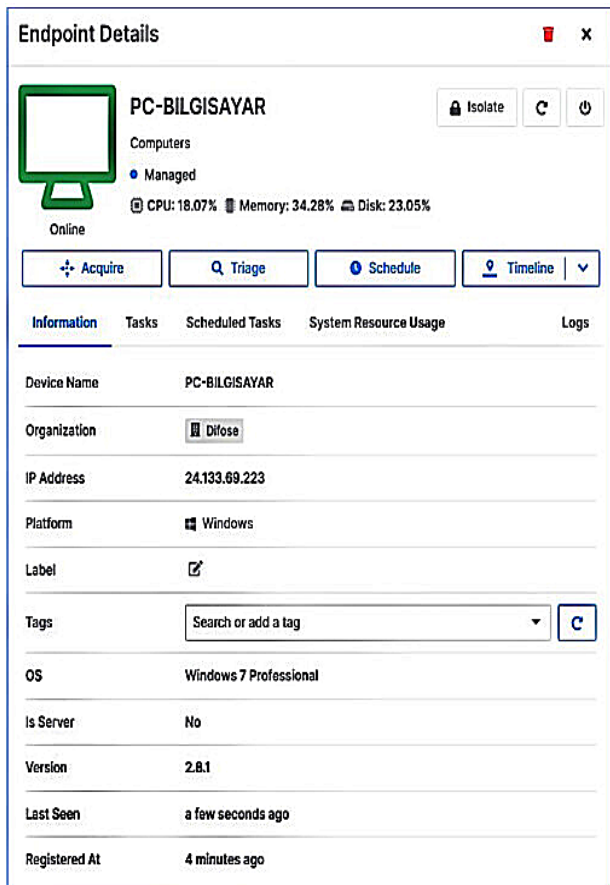 Endpoint Details
PC-BILGISAYAR
Isolate
Computers
Managed
CPU: 18.07% Memory: 34.28% Disk: 23.05%
Online
Acquire Triage Schedule Timeline
Information Tasks Scheduled Tasks System Resource Usage Logs
Device Name PC-BILGISAYAR
Organization Difose
IP Address 24.133.69.223
Platform Windows
Label
Tags Search or add a tag
OS Windows 7 Professional
Is Server No
Version 2.8.1
Last Seen a few seconds ago
Registered At 4 minutes ago